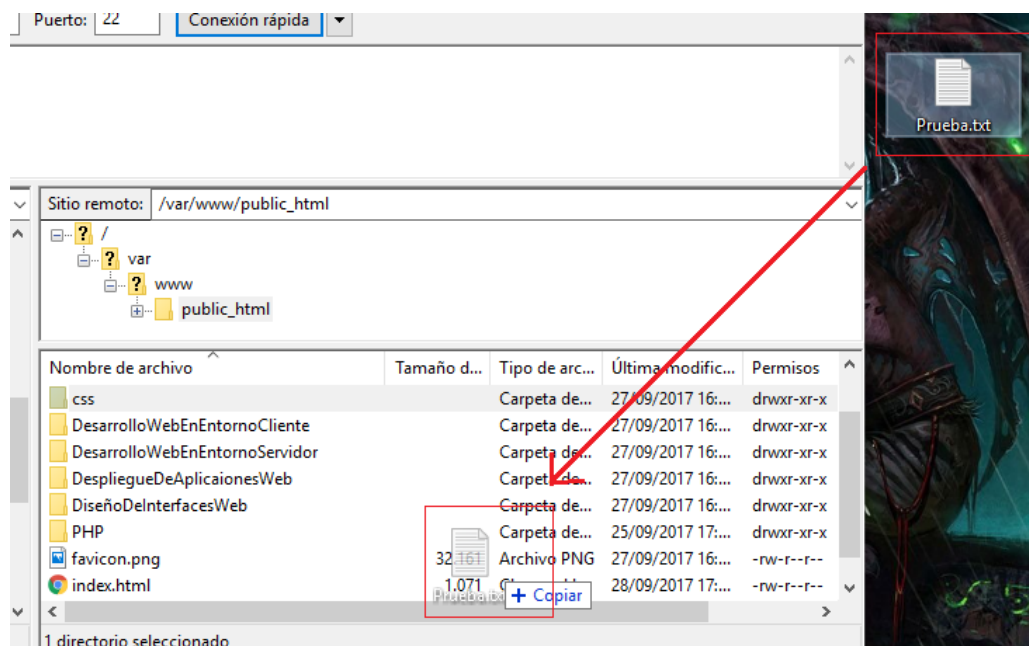 Puerto: 22 Conexión rápida
Prueba.txt
Sitio remoto: /var/www/public_html
/
var
www
public_html
Nombre de archivo Tamaño d... Tipo de arc... Última modific... Permisos
css Carpeta de... 27/09/2017 16:... drwxr-xr-x
DesarrolloWebEnEntornoCliente Carpeta de... 27/09/2017 16:... drwxr-xr-x
DesarrolloWebEnEntornoServidor Carpeta de... 27/09/2017 16:... drwxr-xr-x
DespliegueDeAplicaionesWeb Carpeta de... 27/09/2017 16:... drwxr-xr-x
DiseñoDeInterfacesWeb Carpeta de... 27/09/2017 16:... drwxr-xr-x
PHP Carpeta de... 25/09/2017 17:... drwxr-xr-x
favicon.png 32.161 Archivo PNG 27/09/2017 16:... -rw-r--r--
index.html 1.071 28/09/2017 17:... -rw-r--r--
Prueba.txt + Copiar
1 directorio seleccionado